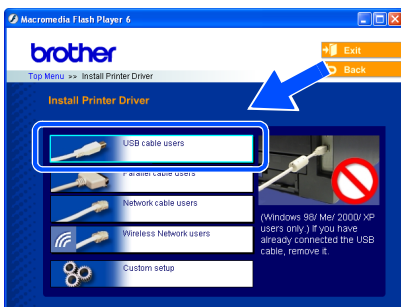 Macromedia Flash Player 6
brother
Exit
Back
Top Menu >> Install Printer Driver
Install Printer Driver
USB cable users
Parallel cable users
Network cable users
Wireless Network users
Custom setup
(Windows 98/ Me/ 2000/ XP
users only.) If you have
already connected the USB
cable, remove it.